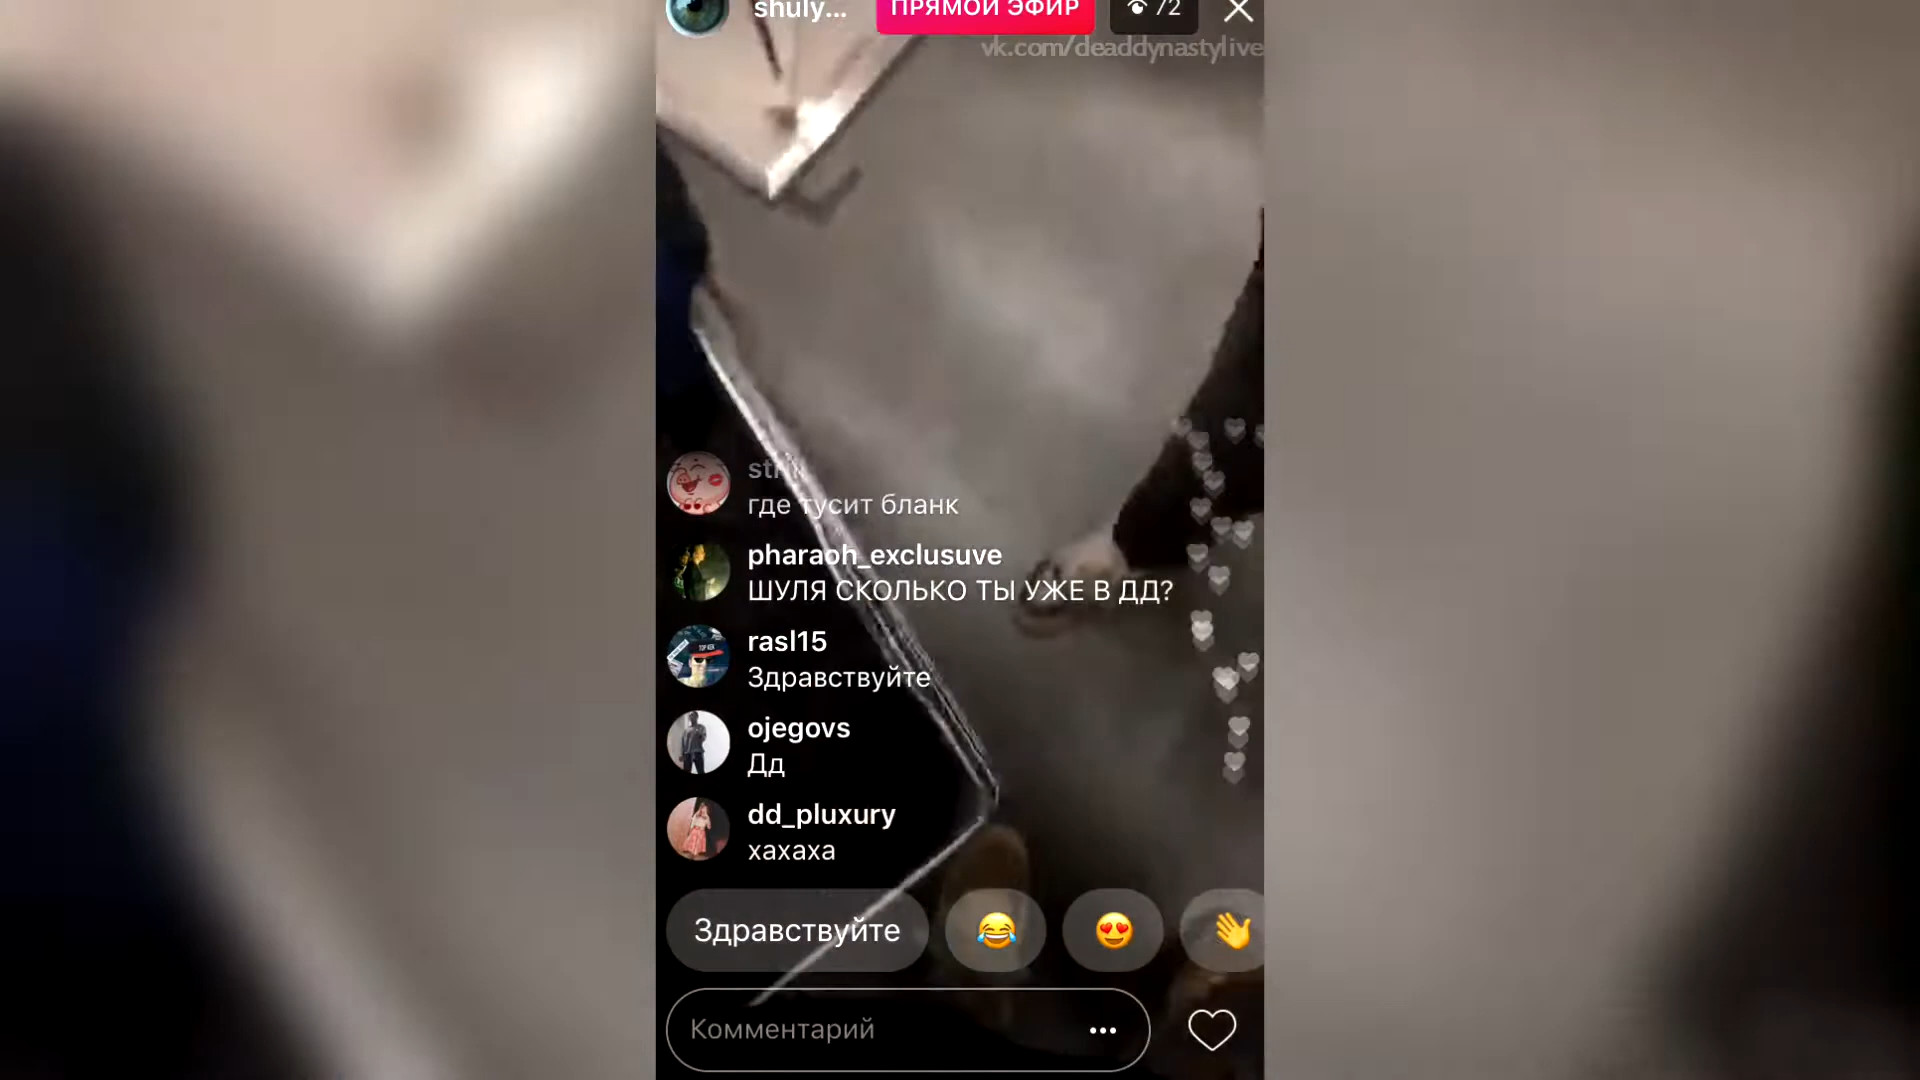 shuly...
ПРЯМОЙ ЭФИР
72
vk.com/deaddynastylive
где тусит бланк
pharaoh_exclusuve
ШУЛЯ СКОЛЬКО ТЫ УЖЕ В ДД?
rasl15
Здравствуйте
ojegovs
Дд
dd_pluxury
хахаха
Здравствуйте
Комментарий